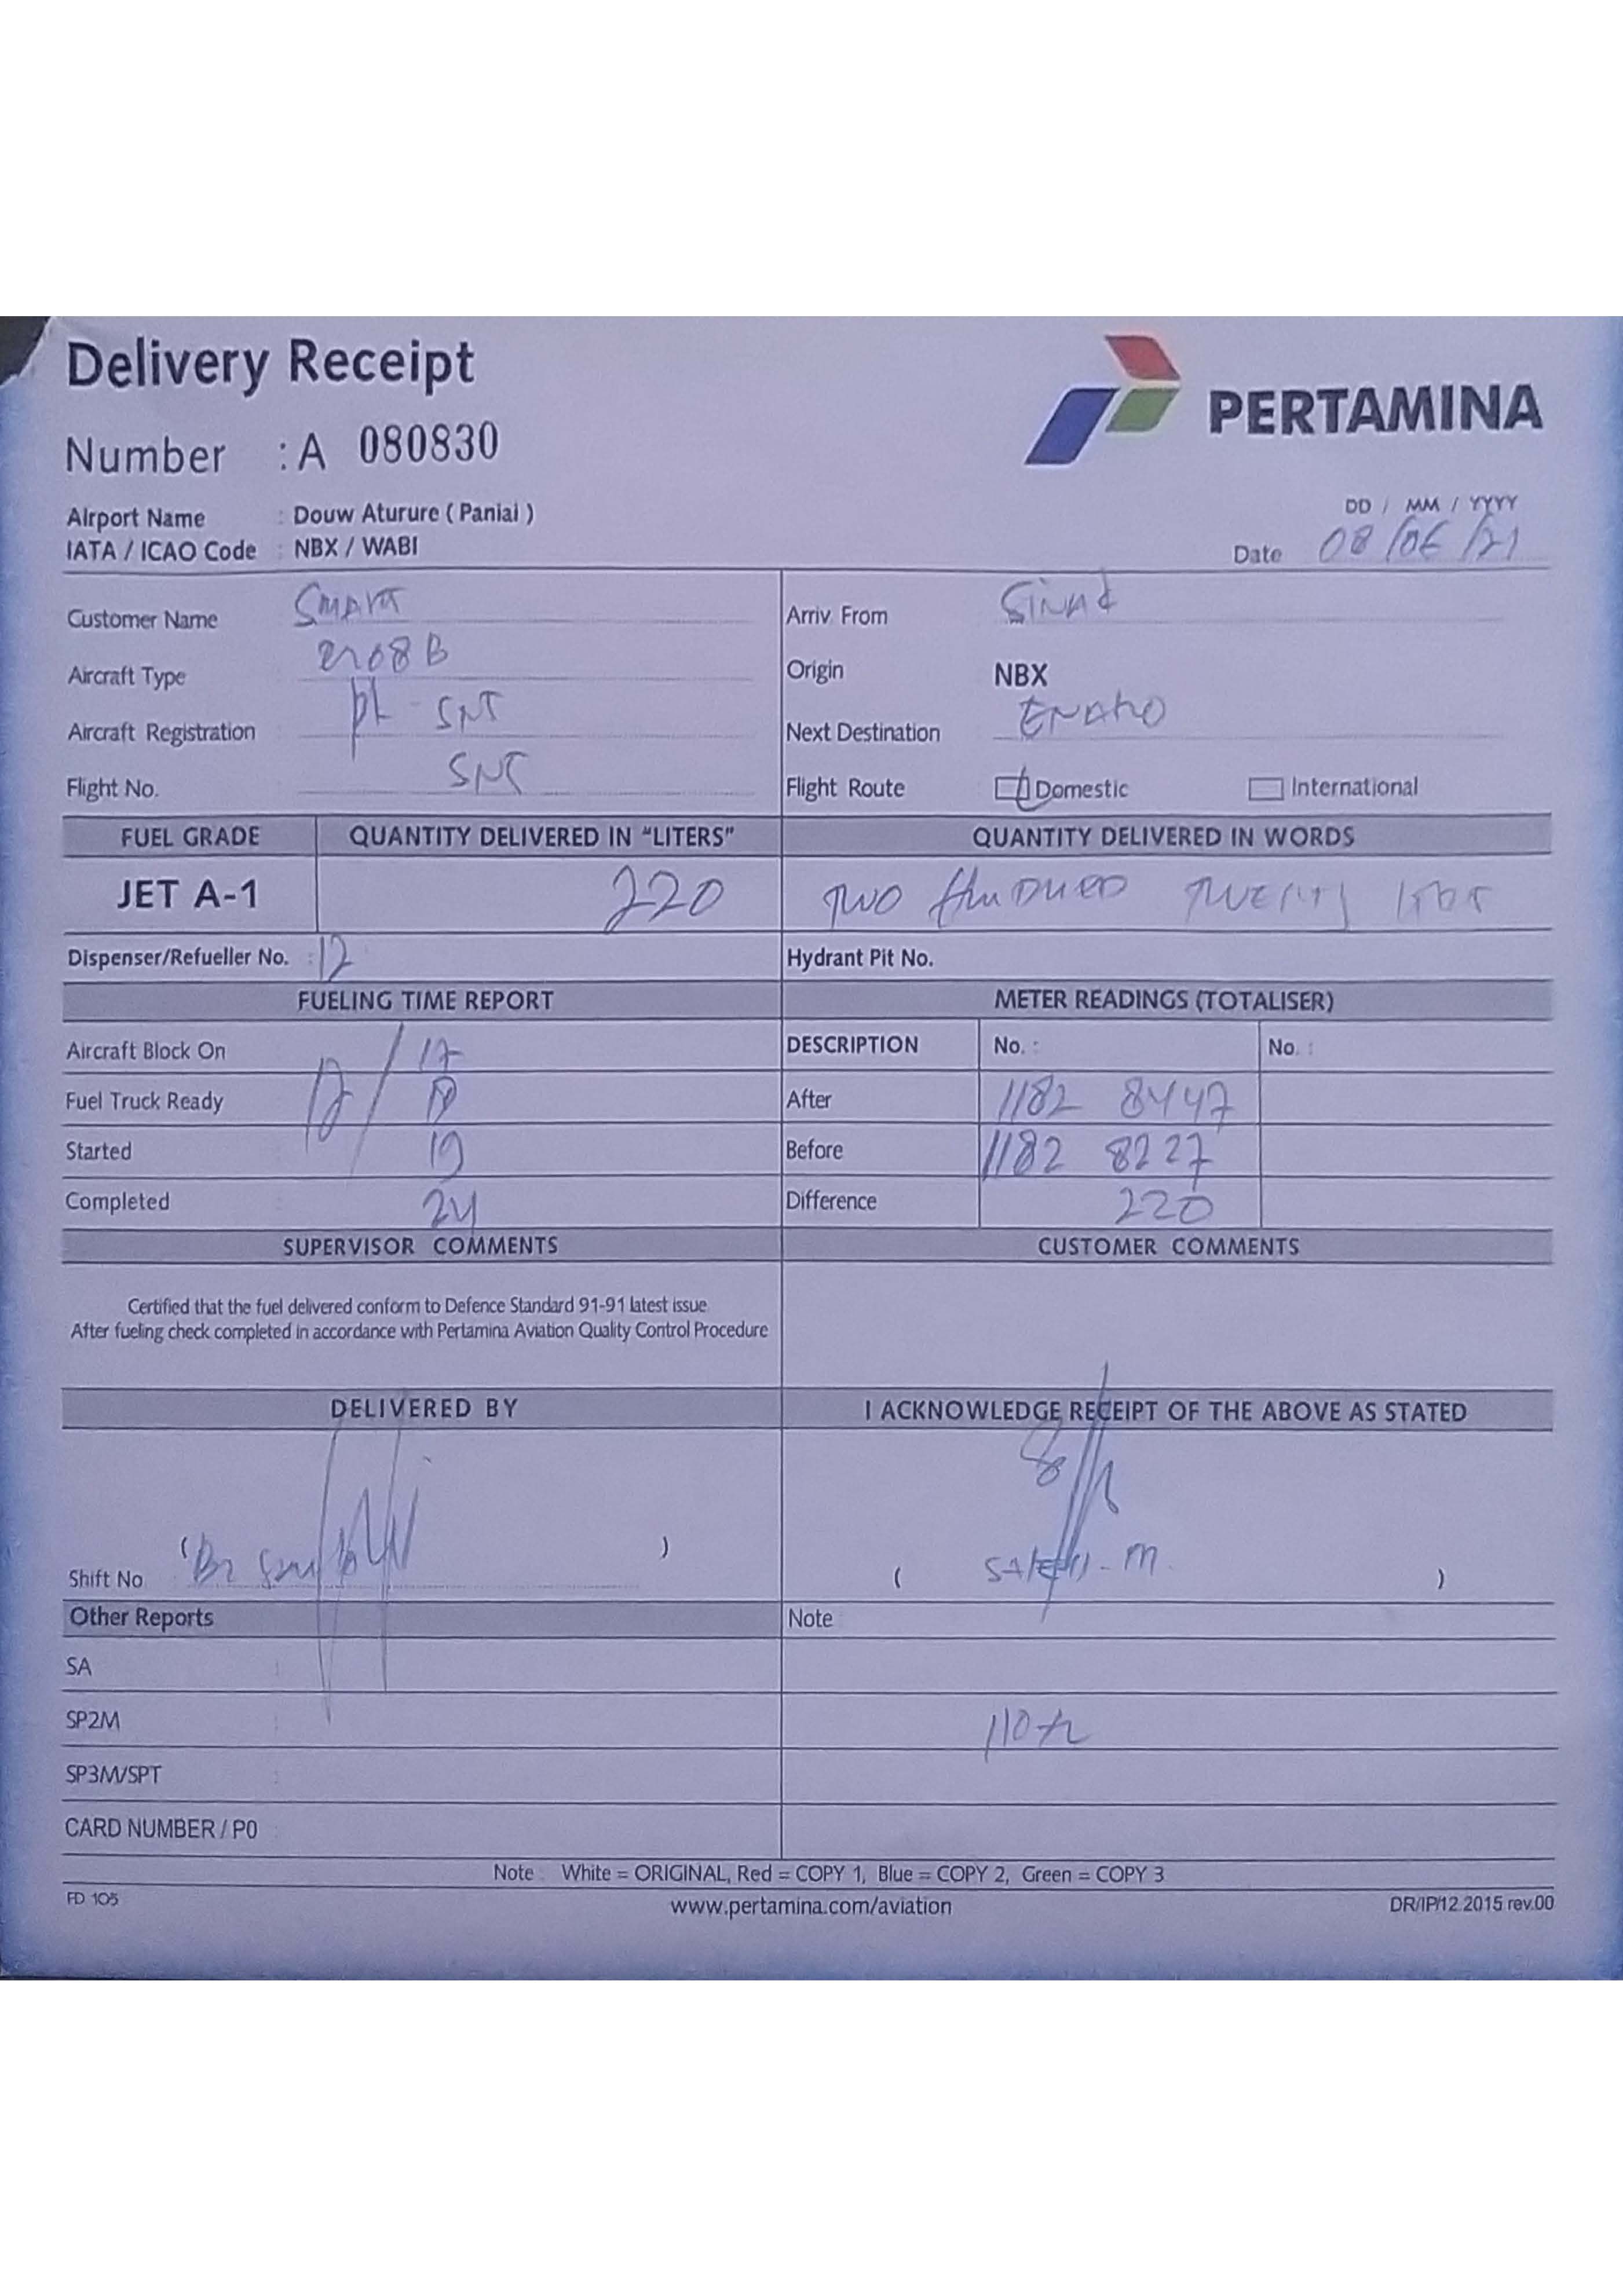 Delivery Receipt
PERTAMINA
Number : A 080830
Airport Name : Douw Aturure ( Paniai )
IATA / ICAO Code : NBX / WABI
DD / MM / YYYY
Date 08/06/21
Customer Name Smart
Arriv From Sinak
Aircraft Type
Origin NBX
Aircraft Registration PK - SNT
Next Destination
Flight No. SNT
Flight Route Domestic International
FUEL GRADE QUANTITY DELIVERED IN "LITERS" QUANTITY DELIVERED IN WORDS
JET A-1 220 TWO HUNDRED TWENTY
Dispenser/Refueller No. : 12 Hydrant Pit No.
FUELING TIME REPORT METER READINGS (TOTALISER)
Aircraft Block On 17 DESCRIPTION No. : No. :
Fuel Truck Ready After 1182 8447
Started 19 Before 1182 8227
Completed 24 Difference 220
SUPERVISOR COMMENTS CUSTOMER COMMENTS
Certified that the fuel delivered conform to Defence Standard 91-91 latest issue
After fueling check completed in accordance with Pertamina Aviation Quality Control Procedure
DELIVERED BY I ACKNOWLEDGE RECEIPT OF THE ABOVE AS STATED
( )
Shift No ( )
Other Reports Note
SA :
SP2M :
SP3M/SPT :
CARD NUMBER / PO
Note : White = ORIGINAL, Red = COPY 1, Blue = COPY 2, Green = COPY 3
FD 105 www.pertamina.com/aviation DR/IP/12.2015.rev.00